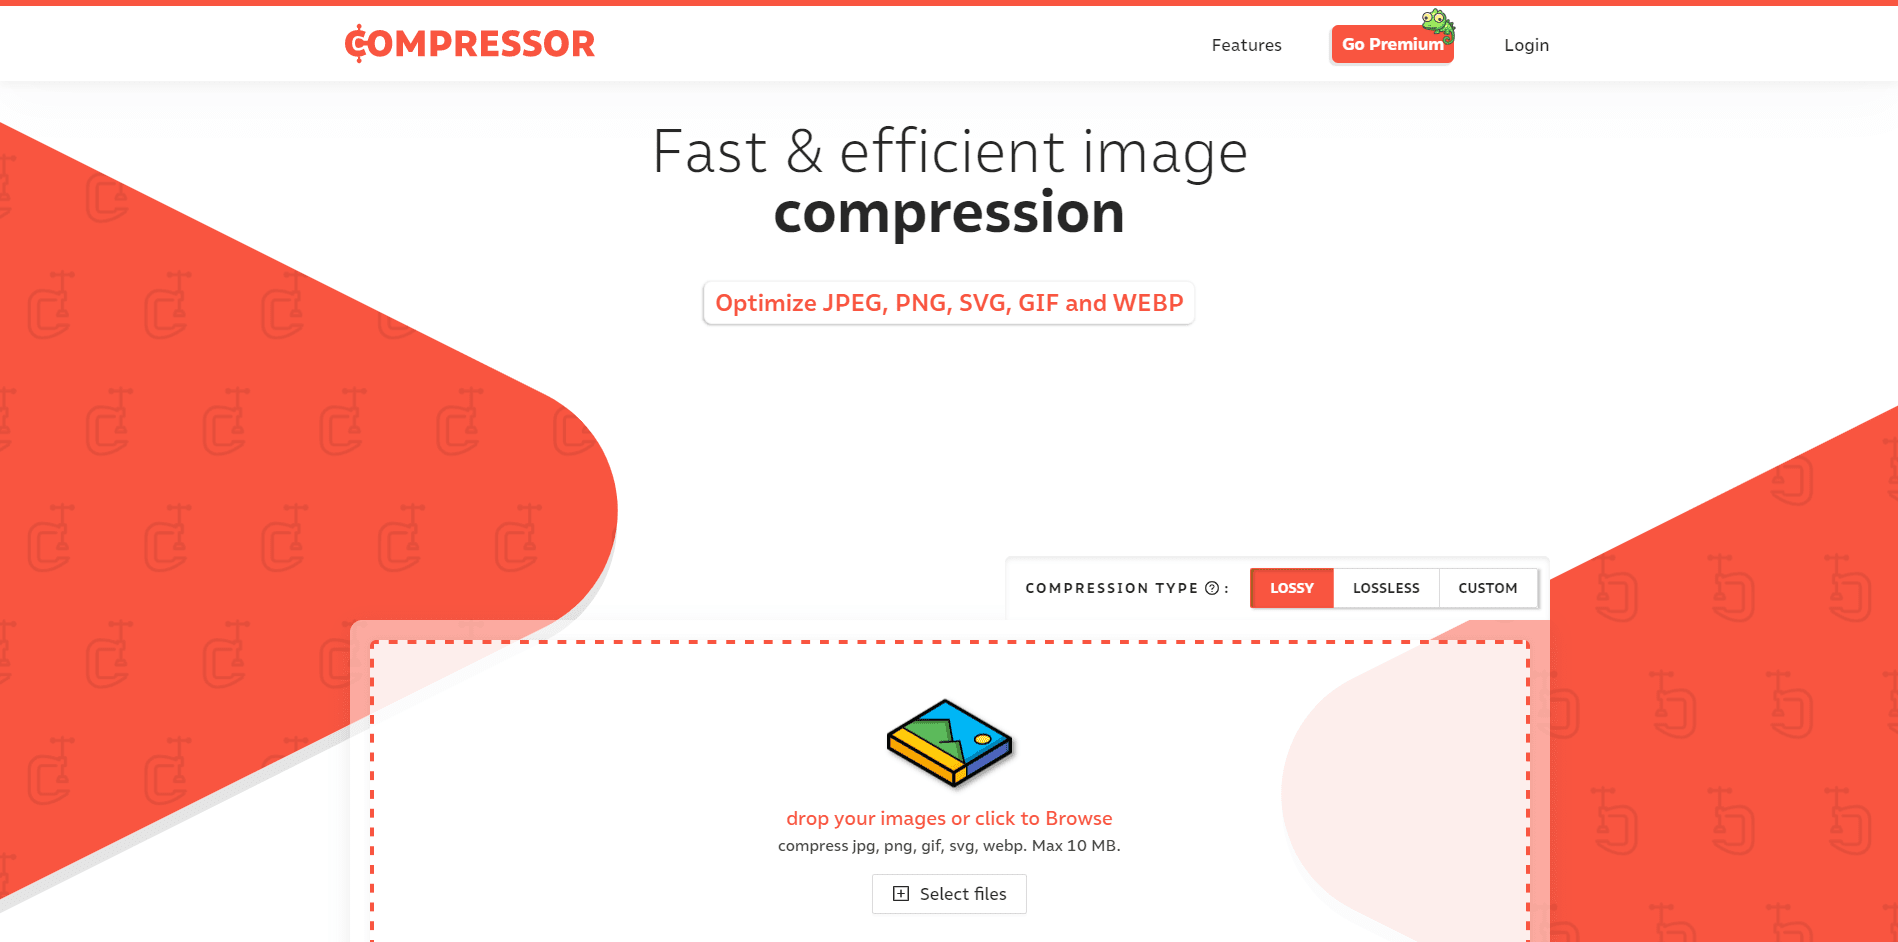 COMPRESSOR
Features
Go Premium
Login
Fast & efficient image
compression
Optimize JPEG, PNG, SVG, GIF and WEBP
COMPRESSION TYPE ? :
LOSSY
LOSSLESS
CUSTOM
drop your images or click to Browse
compress jpg, png, gif, svg, webp. Max 10 MB.
Select files